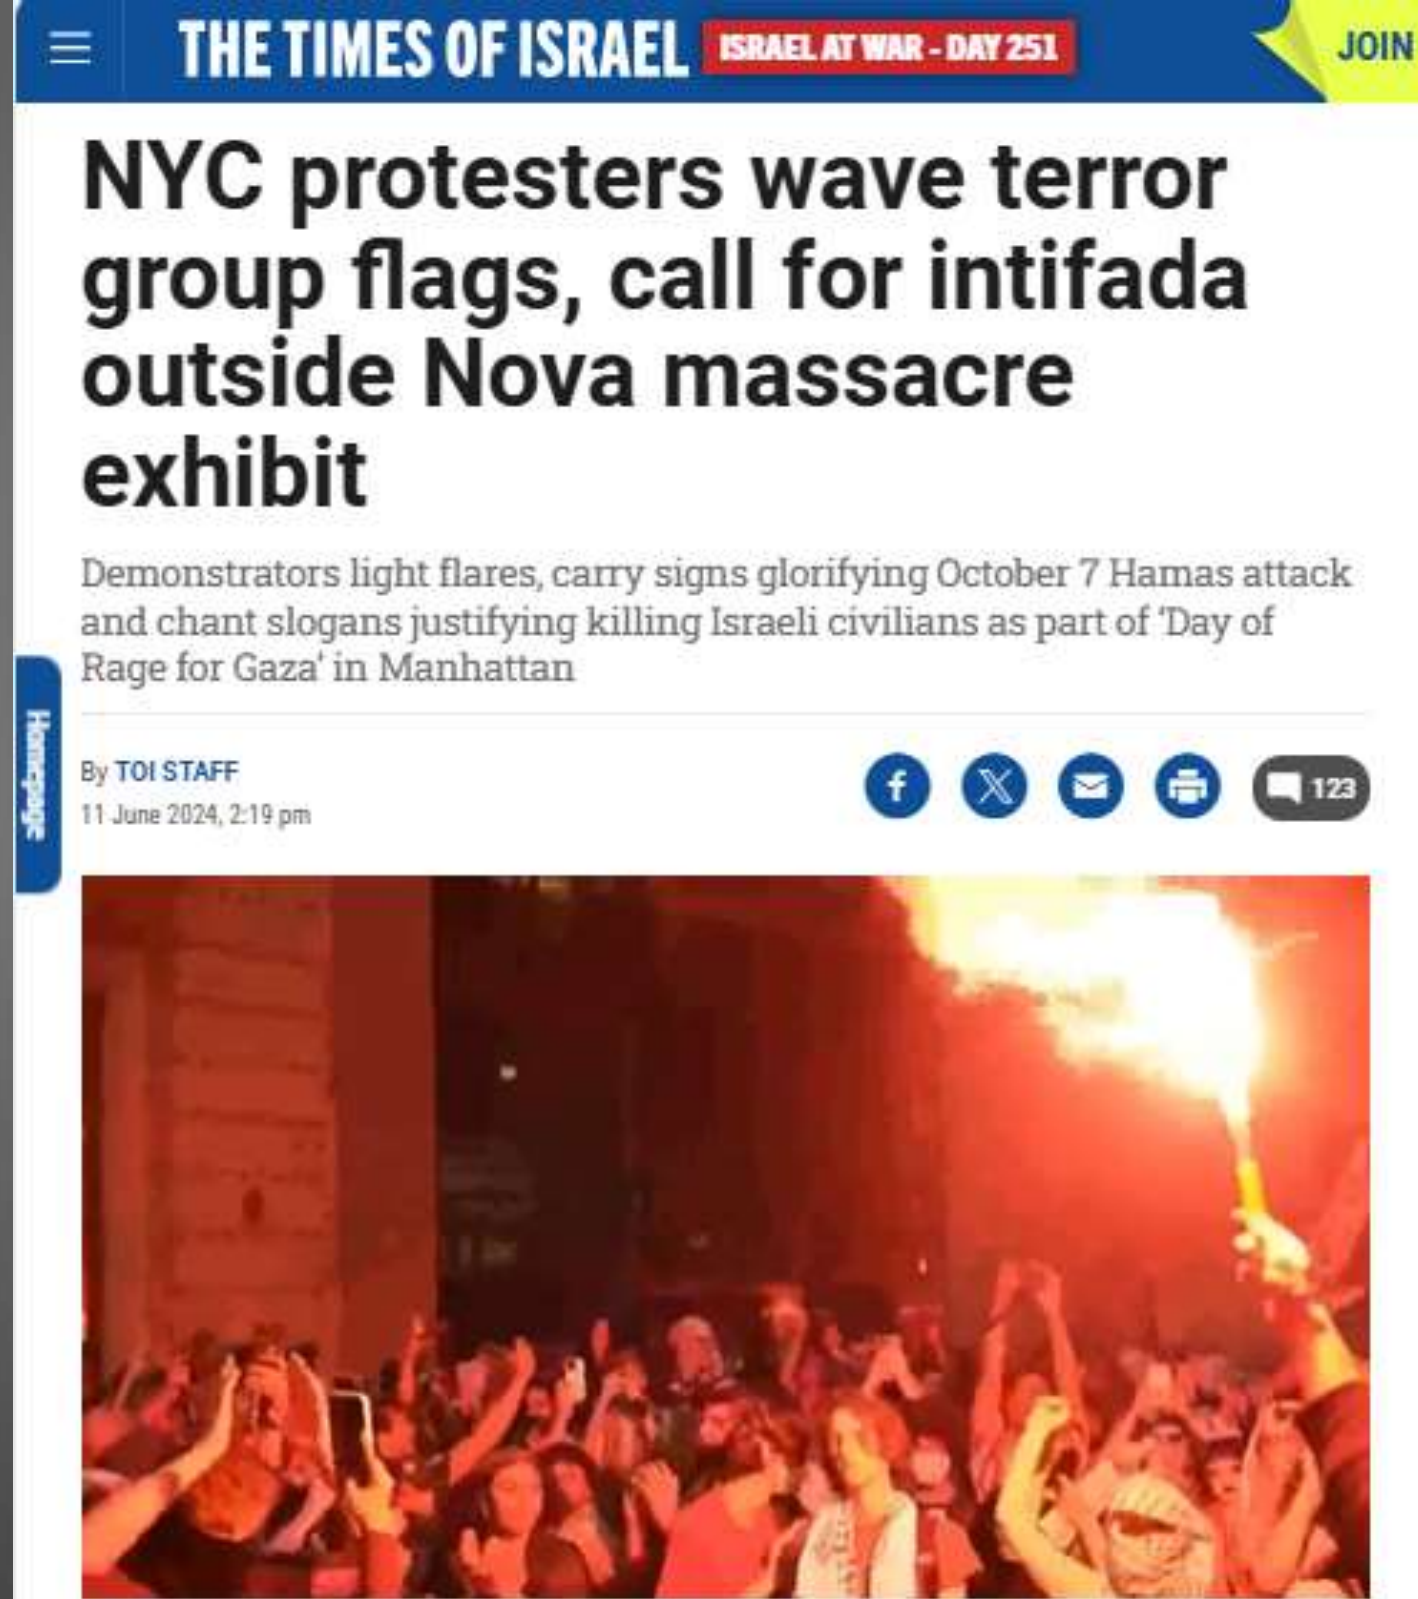 THE TIMES OF ISRAEL ISRAEL AT WAR - DAY 251 JOIN
NYC protesters wave terror
group flags, call for intifada
outside Nova massacre
exhibit
Demonstrators light flares, carry signs glorifying October 7 Hamas attack
and chant slogans justifying killing Israeli civilians as part of ‘Day of
Rage for Gaza’ in Manhattan
Homepage
By TOI STAFF
11 June 2024, 2:19 pm
f X 123